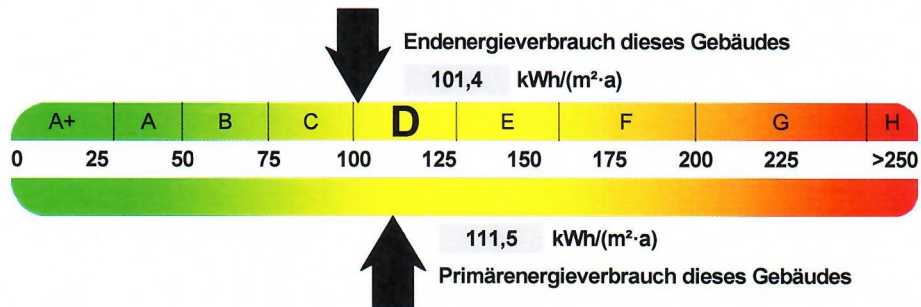 Endenergieverbrauch dieses Gebäudes
101,4 kWh/(m²·a)
A+ A B C D E F G H
0 25 50 75 100 125 150 175 200 225 >250
111,5 kWh/(m²·a)
Primärenergieverbrauch dieses Gebäudes